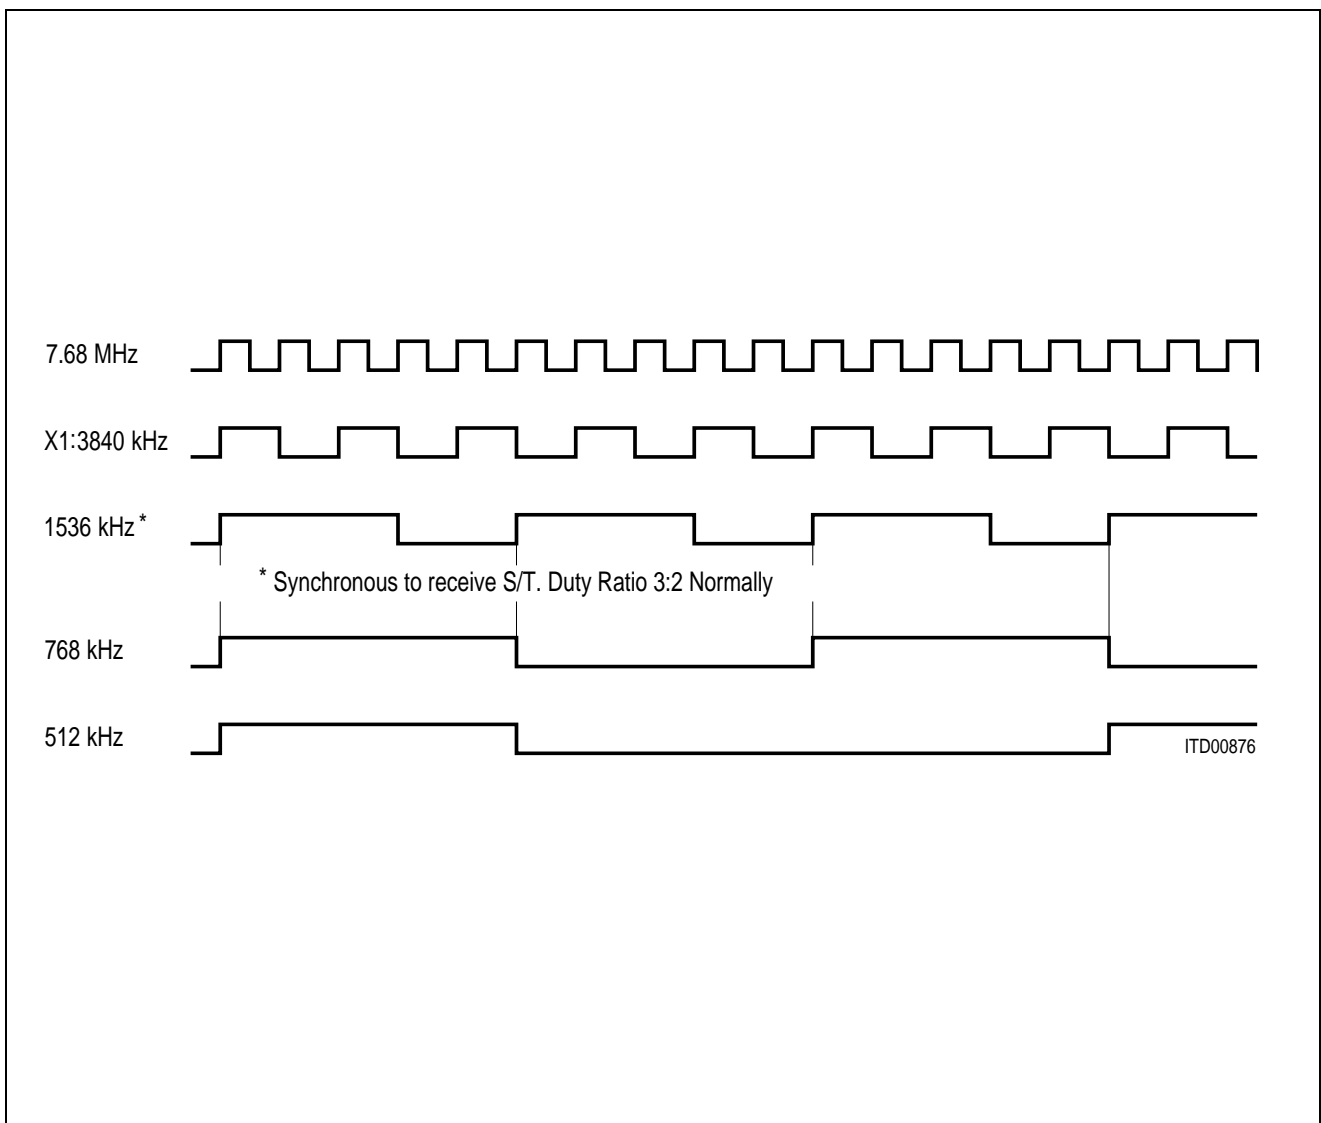 7.68 MHz
X1:3840 kHz
1536 kHz *
* Synchronous to receive S/T. Duty Ratio 3:2 Normally
768 kHz
512 kHz
ITD00876